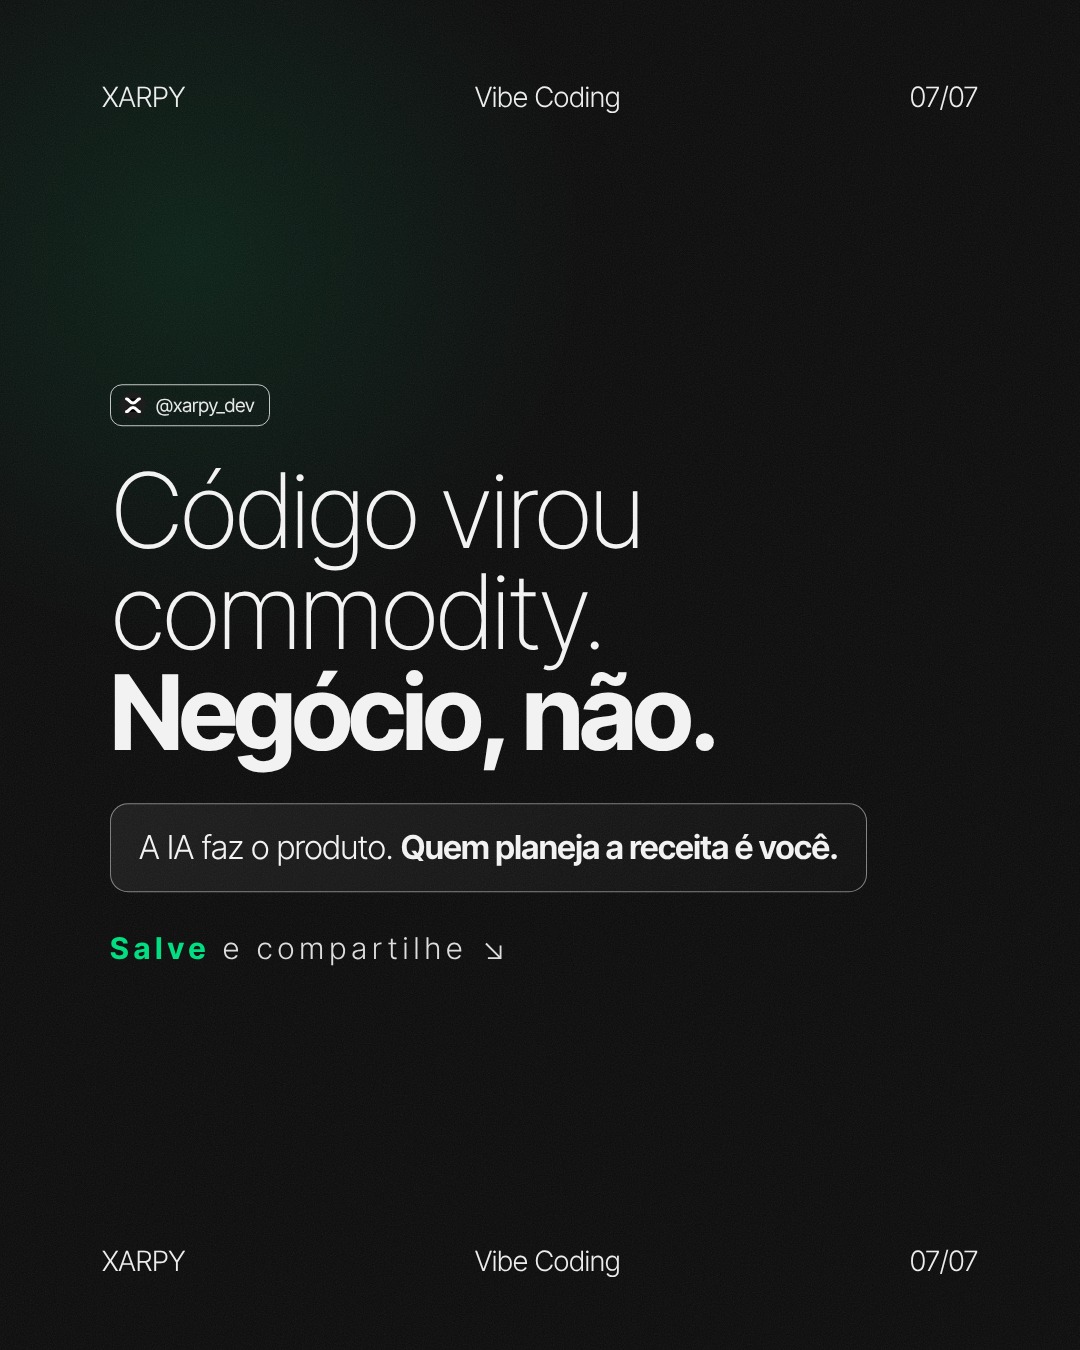 XARPY Vibe Coding 07/07
@xarpy_dev
Código virou
commodity.
Negócio, não.
A IA faz o produto. Quem planeja a receita é você.
Salve e compartilhe ↘
XARPY Vibe Coding 07/07